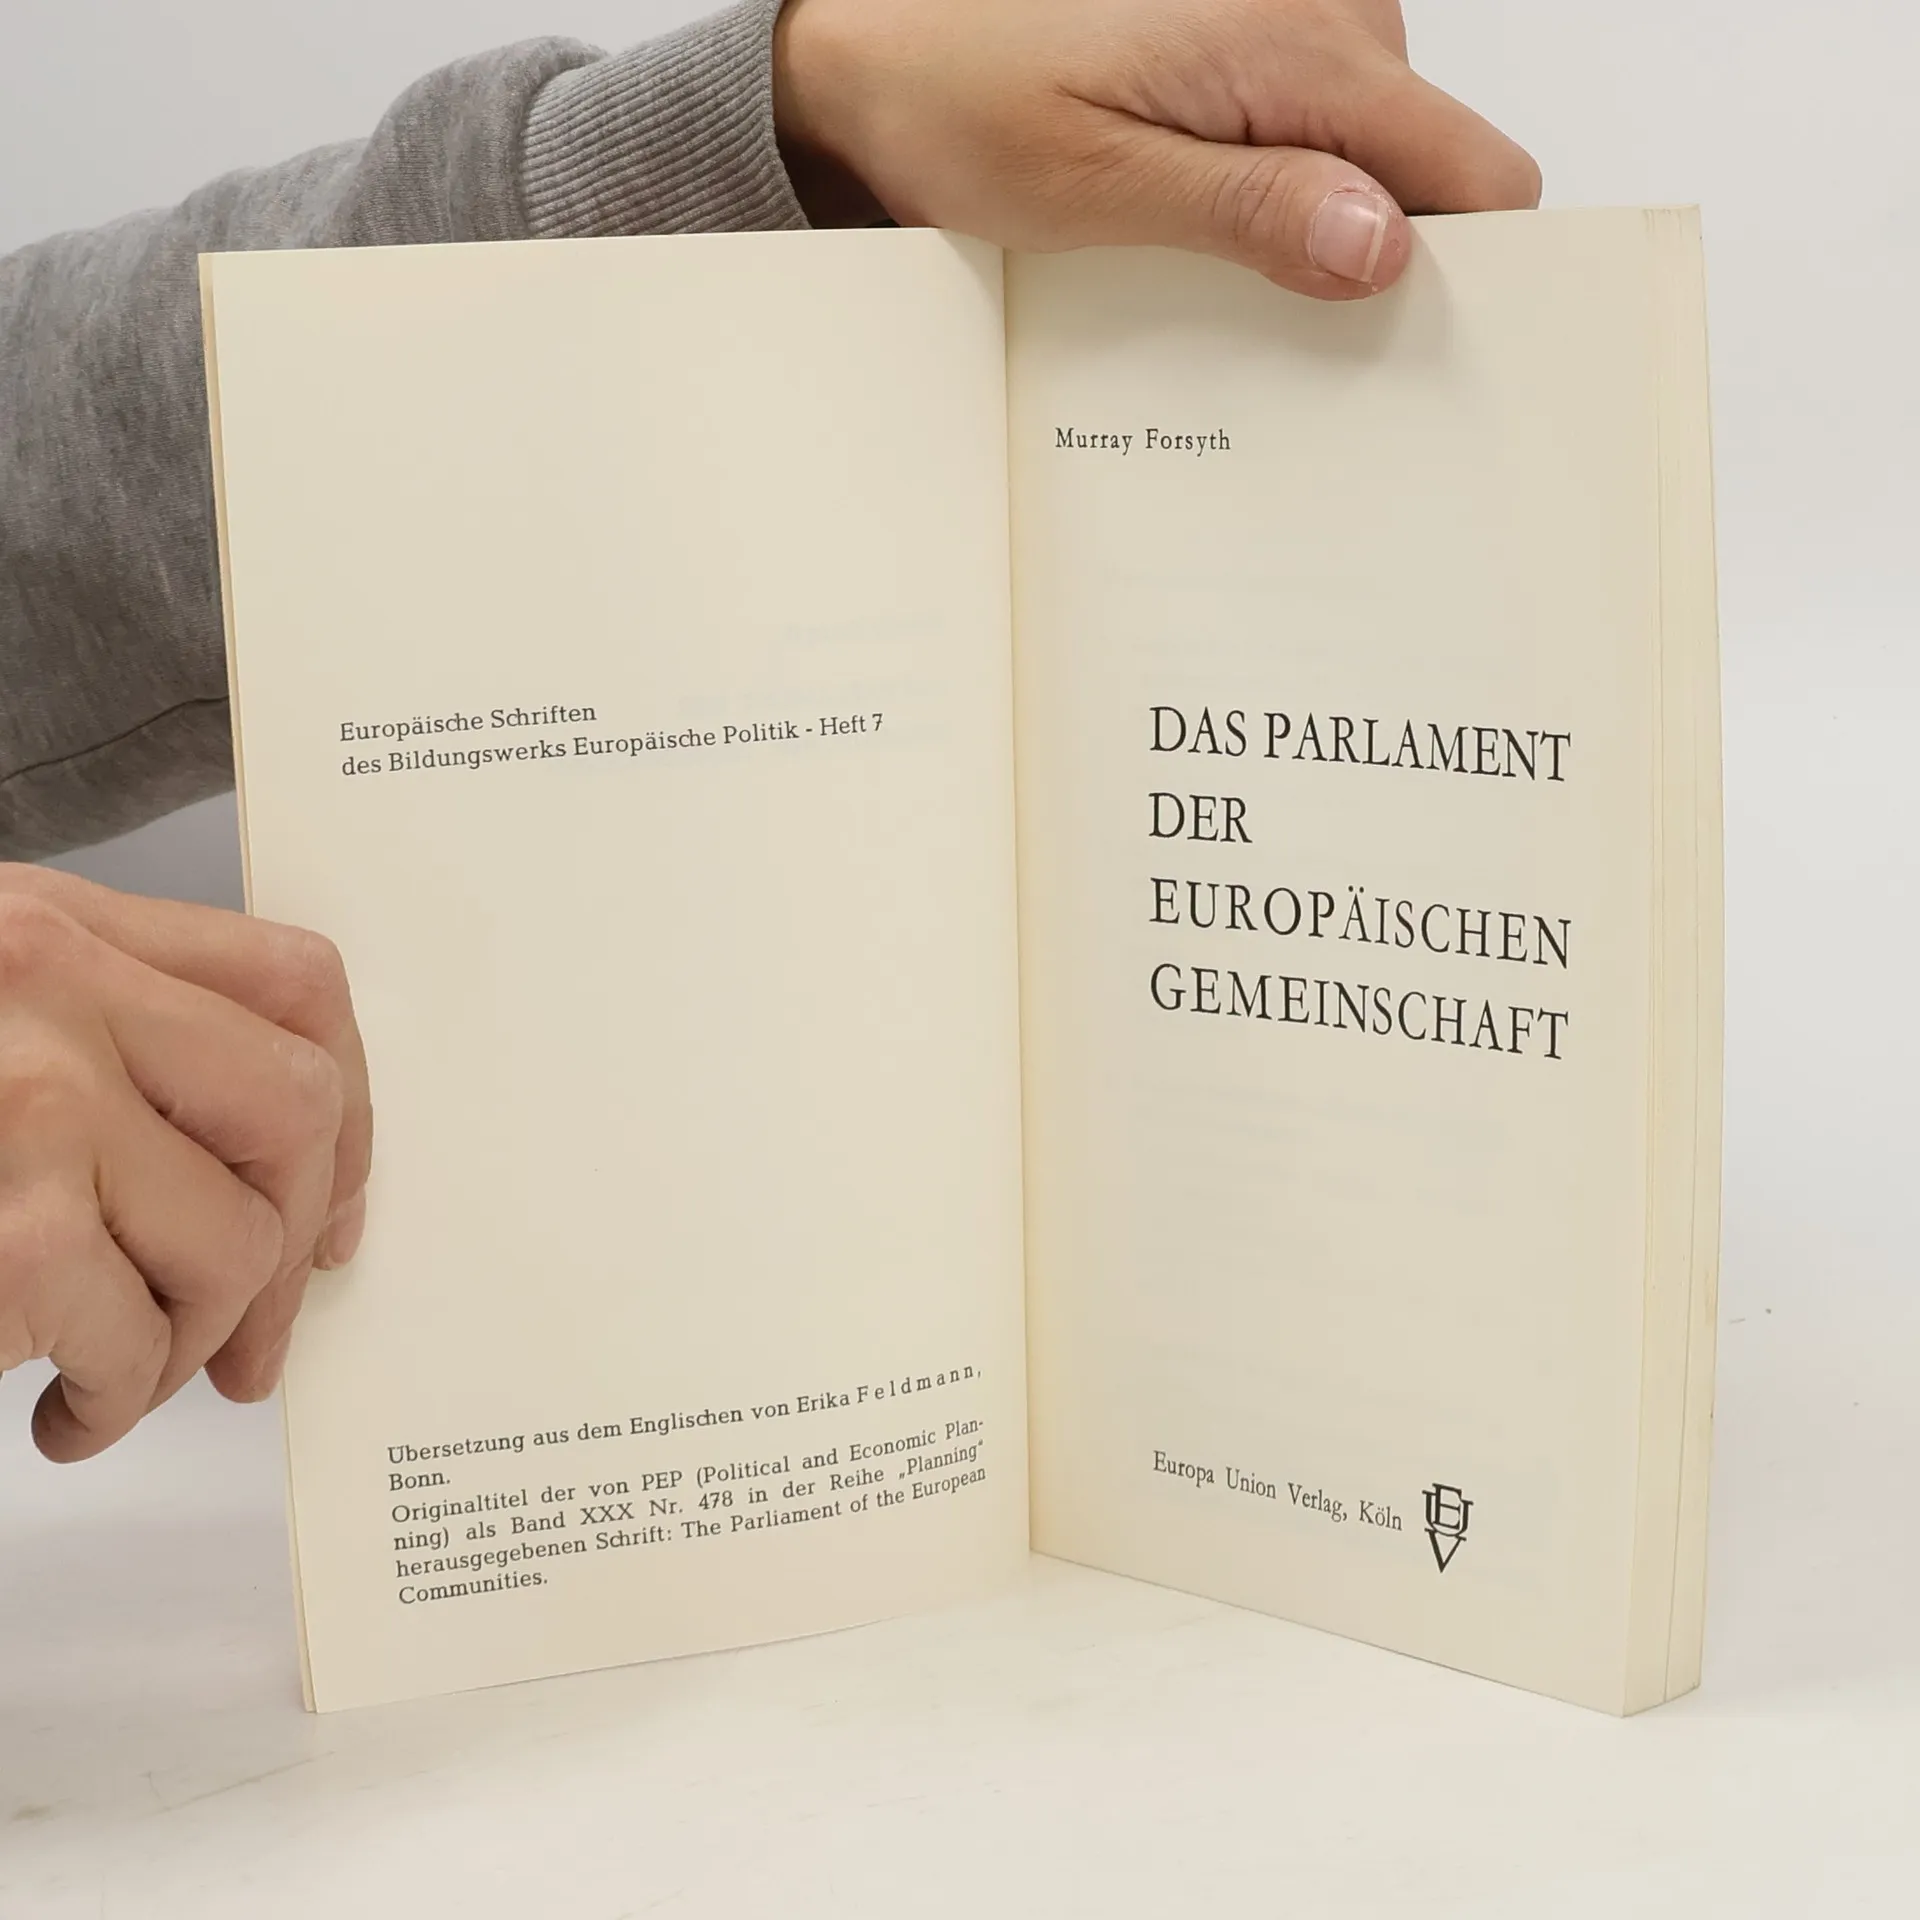 Europäische Schriften
des Bildungswerks Europäische Politik - Heft 7
Übersetzung aus dem Englischen von Erika Feldmann,
Bonn.
Originaltitel der von PEP (Political and Economic Plan-
ning) als Band XXX Nr. 478 in der Reihe „Planning“
herausgegebenen Schrift: The Parliament of the European
Communities.
Murray Forsyth
DAS PARLAMENT
DER
EUROPÄISCHEN
GEMEINSCHAFT
Europa Union Verlag, Köln
EUV